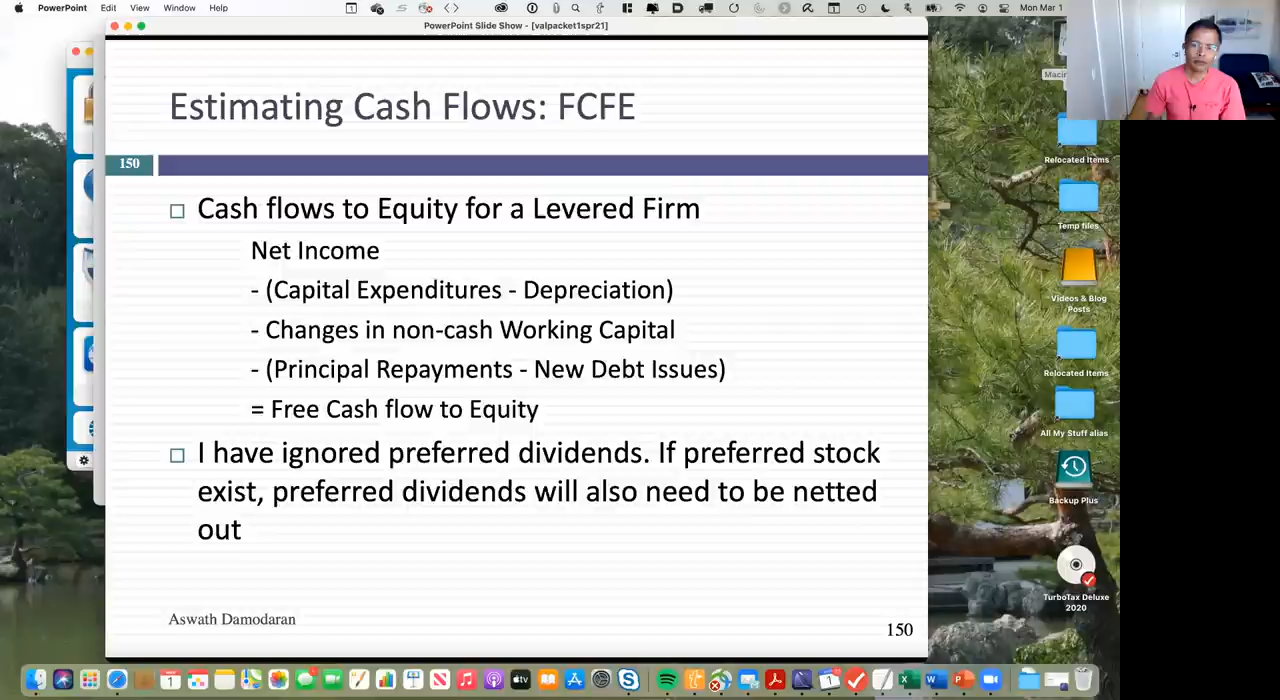 PowerPoint File Edit View Window Help
Mon Mar 1
PowerPoint Slide Show - [valpacket1spr21]
Estimating Cash Flows: FCFE
150
□ Cash flows to Equity for a Levered Firm
Net Income
- (Capital Expenditures - Depreciation)
- Changes in non-cash Working Capital
- (Principal Repayments - New Debt Issues)
= Free Cash flow to Equity
□ I have ignored preferred dividends. If preferred stock
exist, preferred dividends will also need to be netted
out
Aswath Damodaran
150
Macin
Relocated Items
Temp files
Videos & Blog
Posts
Relocated Items
All My Stuff alias
Backup Plus
TurboTax Deluxe
2020